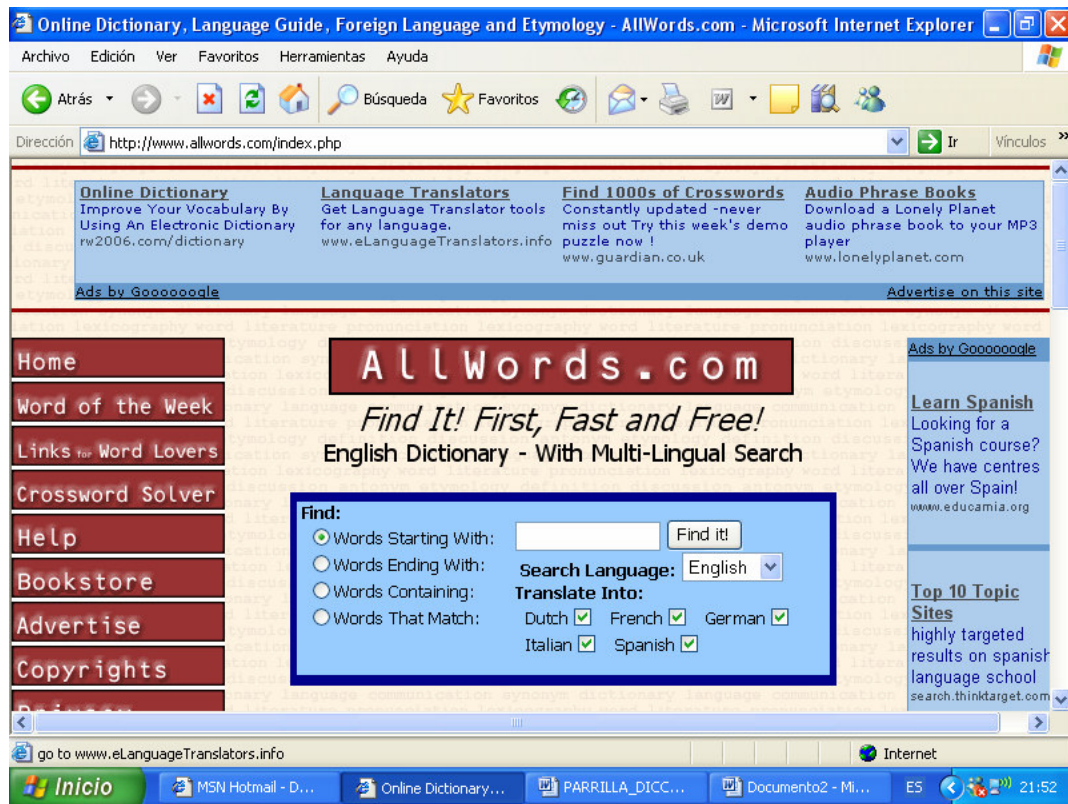 Online Dictionary, Language Guide, Foreign Language and Etymology - AllWords.com - Microsoft Internet Explorer
Archivo Edición Ver Favoritos Herramientas Ayuda
Atrás Búsqueda Favoritos
Dirección http://www.allwords.com/index.php Ir Vínculos »
Online Dictionary
Improve Your Vocabulary By
Using An Electronic Dictionary
rw2006.com/dictionary
Language Translators
Get Language Translator tools
for any language.
www.eLanguageTranslators.info
Find 1000s of Crosswords
Constantly updated -never
miss out Try this week's demo
puzzle now !
www.guardian.co.uk
Audio Phrase Books
Download a Lonely Planet
audio phrase book to your MP3
player
www.lonelyplanet.com
Ads by Goooooogle Advertise on this site
Home
Word of the Week
Links for Word Lovers
Crossword Solver
Help
Bookstore
Advertise
Copyrights
AllWords.com
Find It! First, Fast and Free!
English Dictionary - With Multi-Lingual Search
Find:
Words Starting With: Find it!
Words Ending With: Search Language: English
Words Containing: Translate Into:
Words That Match: Dutch French German
Italian Spanish
Ads by Goooooogle
Learn Spanish
Looking for a
Spanish course?
We have centres
all over Spain!
www.educamia.org
Top 10 Topic
Sites
highly targeted
results on spanish
language school
search.thinktarget.com
go to www.eLanguageTranslators.info Internet
Inicio MSN Hotmail - D... Online Dictionary... PARRILLA_DICC... Documento2 - Mi... ES 21:52